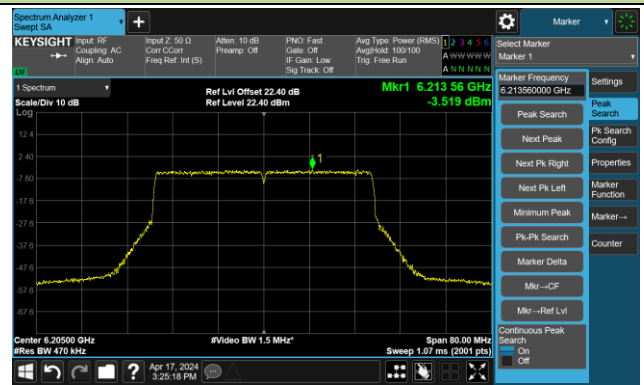 Spectrum Analyzer 1
Swept SA
+
Marker
KEYSIGHT
Input: RF
Coupling: AC
Align: Auto
Input Z: 50 Ω
Corr CCorr
Freq Ref: Int (S)
Atten: 10 dB
Preamp: Off
PNO: Fast
Gate: Off
IF Gain: Low
Sig Track: Off
Avg Type: Power (RMS)
Avg|Hold: 100/100
Trig: Free Run
1 2 3 4 5 6
A W W W W W
A N N N N N
LXI
1 Spectrum
Scale/Div 10 dB
Ref Lvl Offset 22.40 dB
Ref Level 22.40 dBm
Mkr1 6.213 56 GHz
-3.519 dBm
Log
12.4
2.40
-7.60
-17.6
-27.6
-37.6
-47.6
-57.6
-67.6
1
Center 6.20500 GHz
#Res BW 470 kHz
#Video BW 1.5 MHz*
Span 80.00 MHz
Sweep 1.07 ms (2001 pts)
Select Marker
Marker 1
Marker Frequency
6.213560000 GHz
Peak Search
Next Peak
Next Pk Right
Next Pk Left
Minimum Peak
Pk-Pk Search
Marker Delta
Mkr→CF
Mkr→Ref Lvl
Continuous Peak
Search
On
Off
Settings
Peak
Search
Pk Search
Config
Properties
Marker
Function
Marker→
Counter
?
Apr 17, 2024
3:25:18 PM